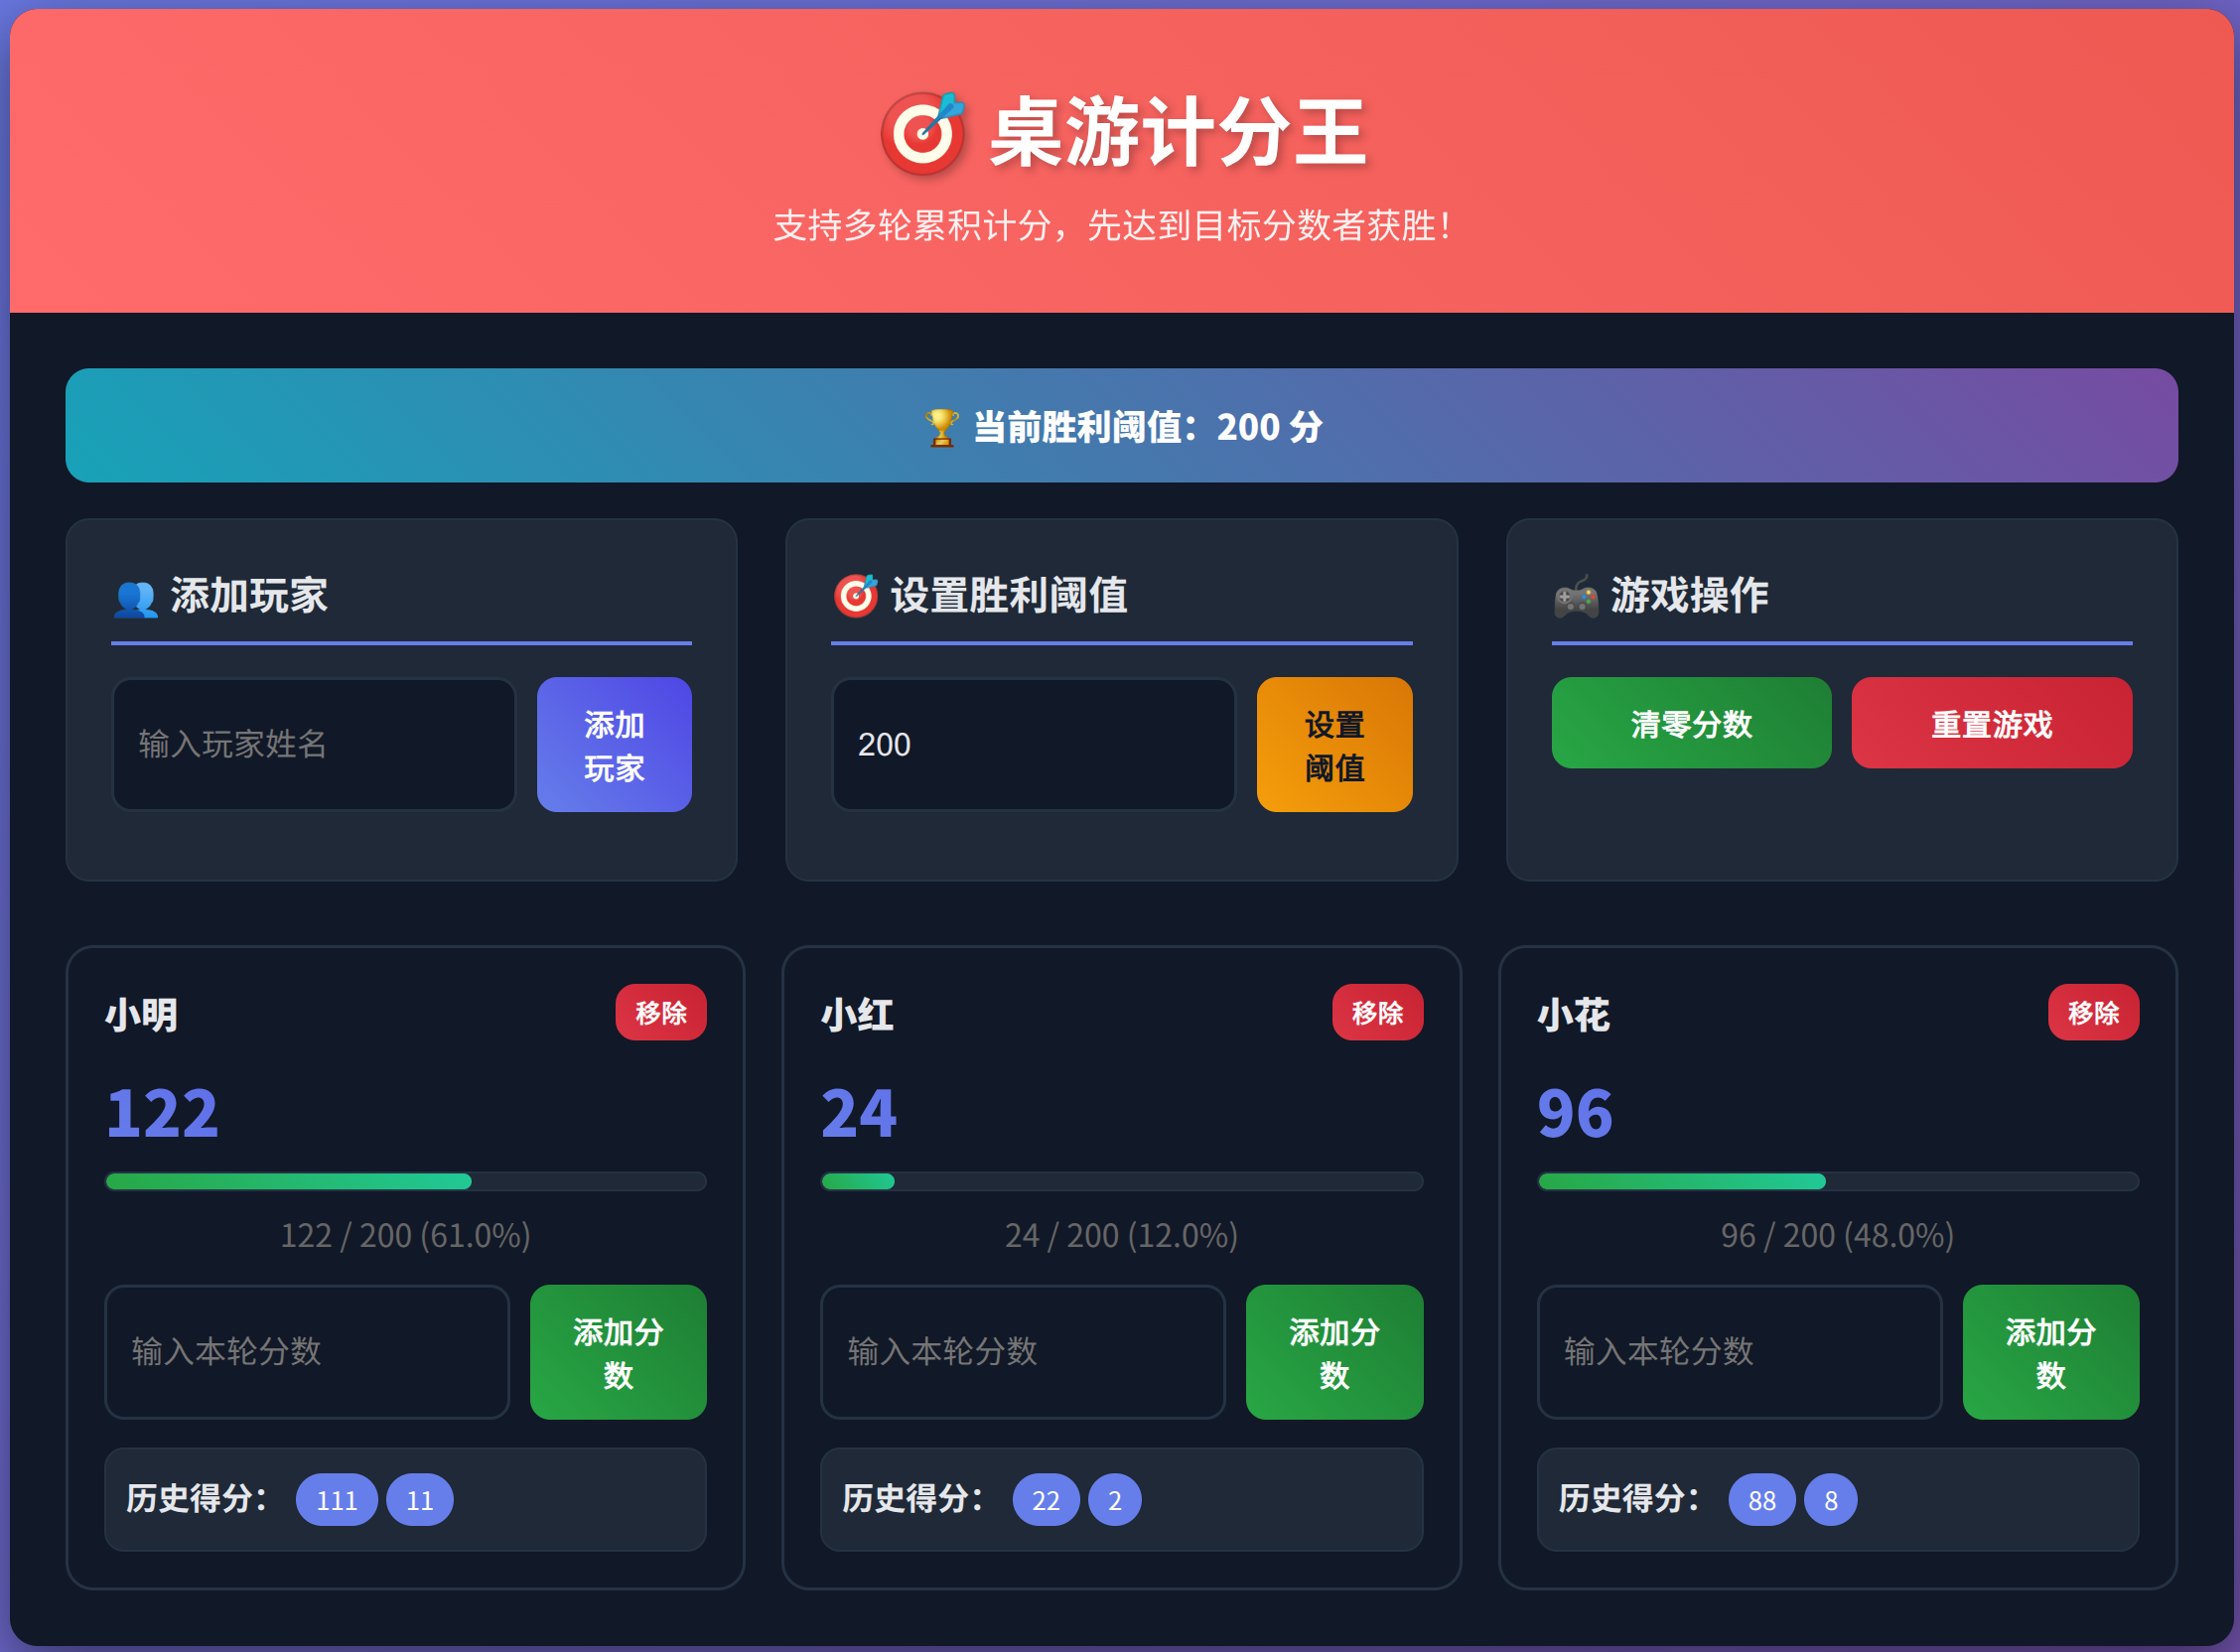 🎯 桌游计分王
支持多轮累积计分，先达到目标分数者获胜！
🏆 当前胜利阈值：200 分
👥 添加玩家
输入玩家姓名
添加
玩家
🎯 设置胜利阈值
200
设置
阈值
🎮 游戏操作
清零分数
重置游戏
小明
移除
122
122 / 200 (61.0%)
输入本轮分数
添加分
数
历史得分： 111 11
小红
移除
24
24 / 200 (12.0%)
输入本轮分数
添加分
数
历史得分： 22 2
小花
移除
96
96 / 200 (48.0%)
输入本轮分数
添加分
数
历史得分： 88 8